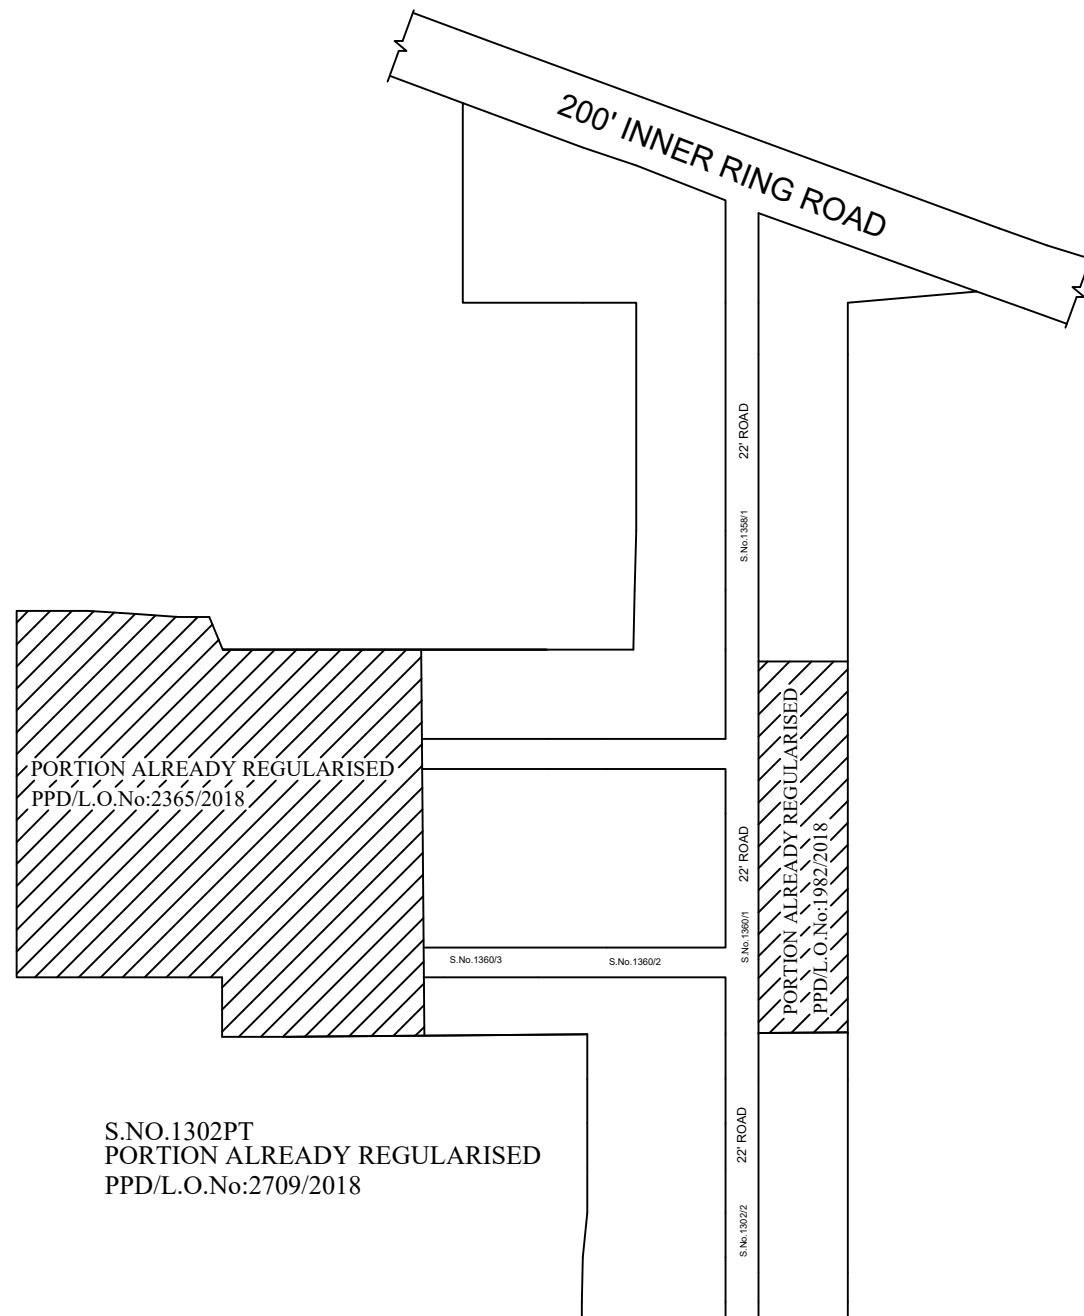 200' INNER RING ROAD
22' ROAD
S.No.1358/1
PORTION ALREADY REGULARISED
PPD/L.O.No:2365/2018
PORTION ALREADY REGULARISED
PPD/L.O.No:1982/2018
22' ROAD
S.No.1360/1
S.No.1360/3
S.No.1360/2
S.NO.1302PT
PORTION ALREADY REGULARISED
PPD/L.O.No:2709/2018
22' ROAD
S.No.1302/2